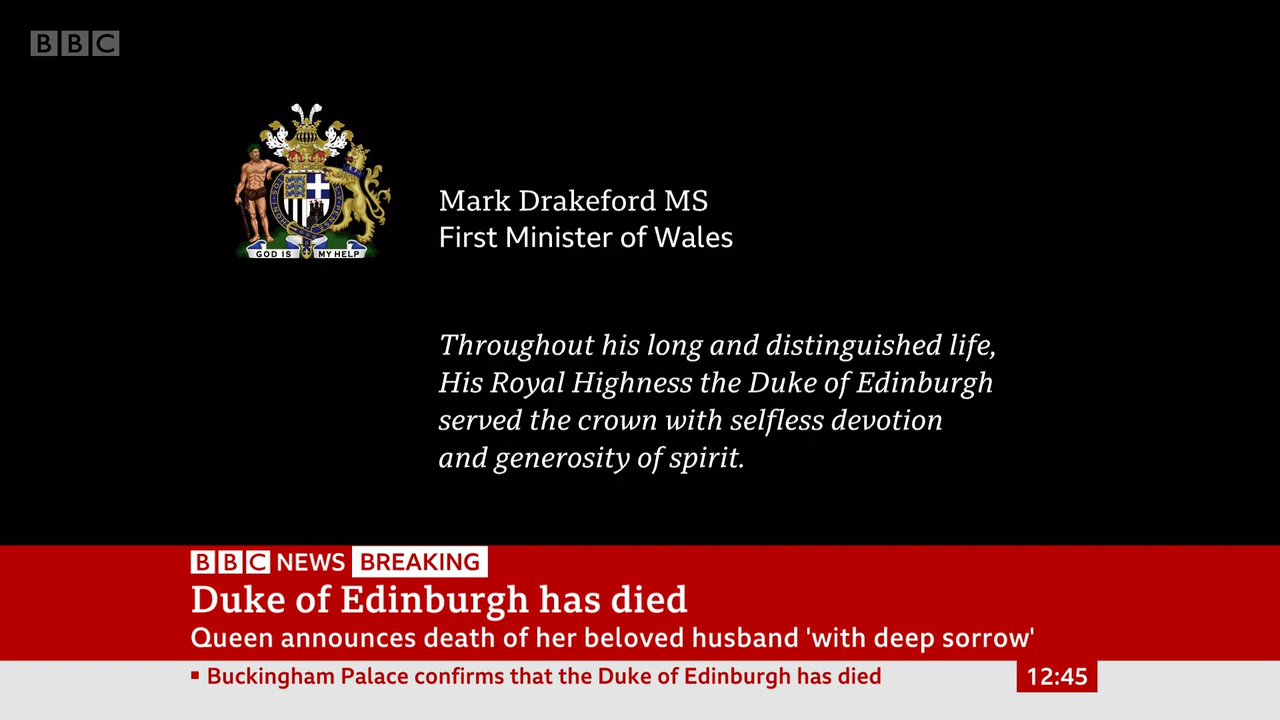 BBC
Mark Drakeford MS
First Minister of Wales
GOD IS MY HELP
Throughout his long and distinguished life,
His Royal Highness the Duke of Edinburgh
served the crown with selfless devotion
and generosity of spirit.
BBC NEWS BREAKING
Duke of Edinburgh has died
Queen announces death of her beloved husband 'with deep sorrow'
Buckingham Palace confirms that the Duke of Edinburgh has died
12:45